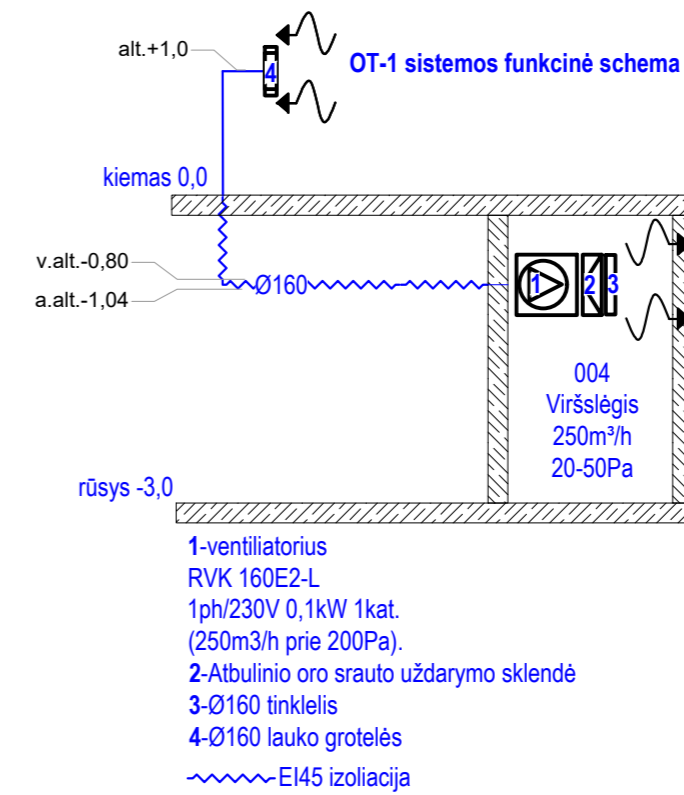 alt.+1,0
4
OT-1 sistemos funkcinė schema
kiemas 0,0
v.alt.-0,80
a.alt.-1,04
Ø160
1 2 3
004
Viršslėgis
250m³/h
20-50Pa
rūsys -3,0
1-ventiliatorius
RVK 160E2-L
1ph/230V 0,1kW 1kat.
(250m3/h prie 200Pa).
2-Atbulinio oro srauto uždarymo sklendė
3-Ø160 tinklelis
4-Ø160 lauko grotelės
EI45 izoliacija